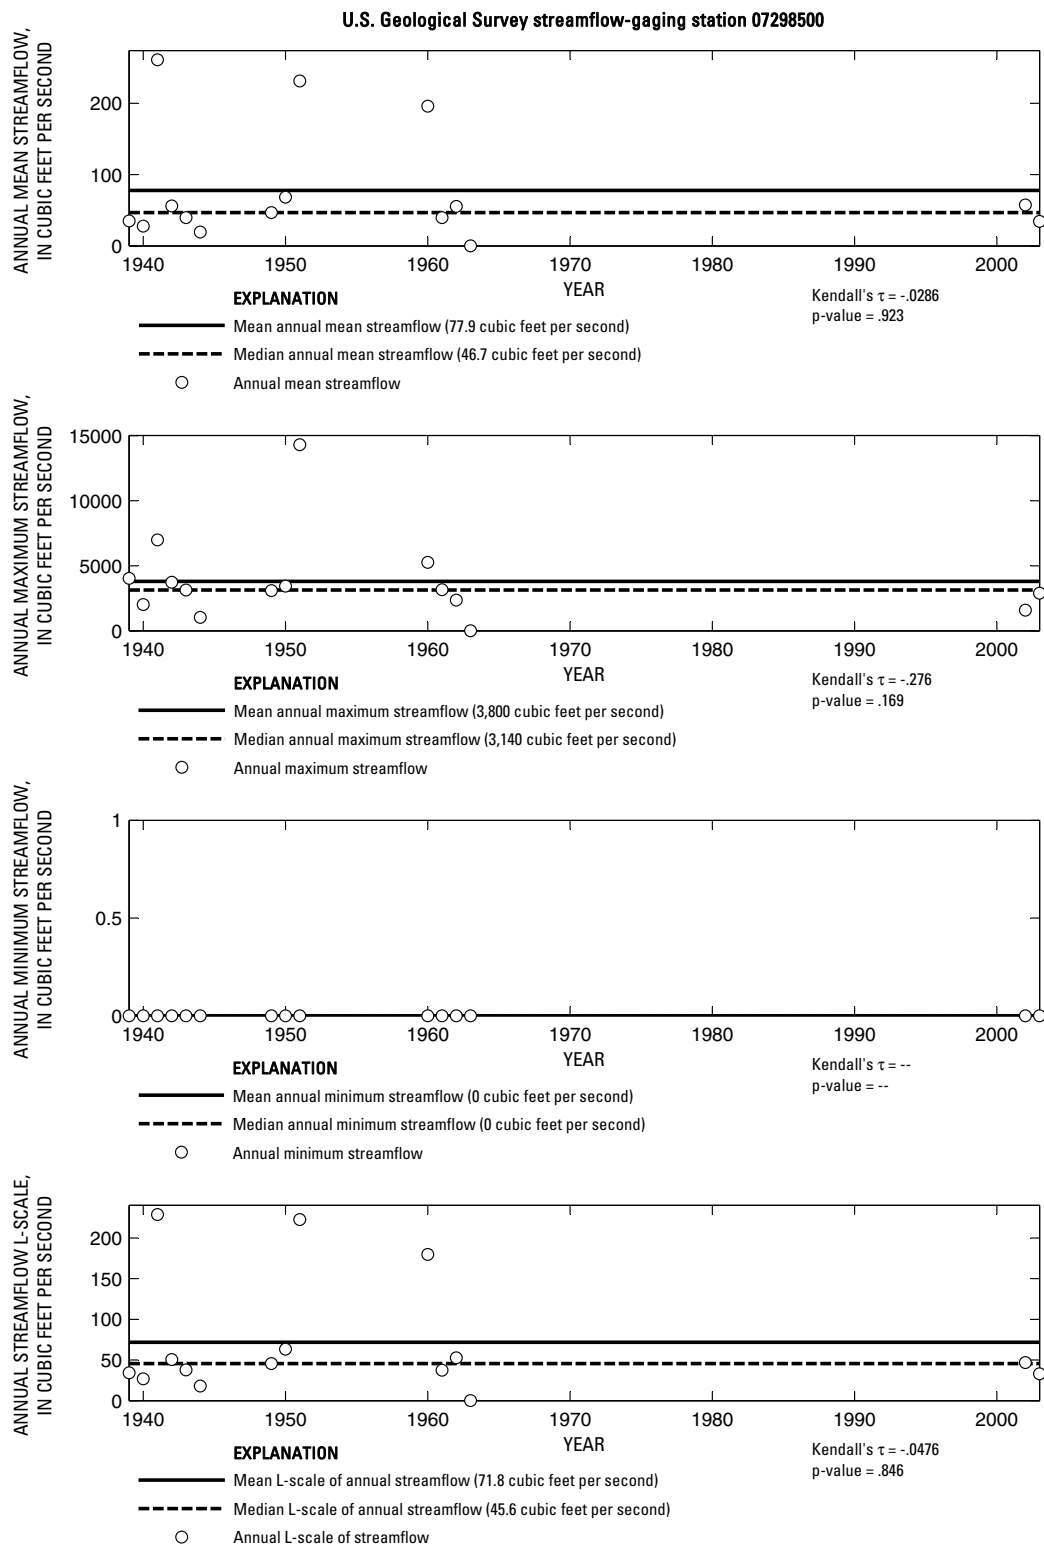 U.S. Geological Survey streamflow-gaging station 07298500
ANNUAL MEAN STREAMFLOW,
IN CUBIC FEET PER SECOND
200
100
0
1940 1950 1960 1970 1980 1990 2000
YEAR
Kendall's τ = -.0286
p-value = .923
EXPLANATION
Mean annual mean streamflow (77.9 cubic feet per second)
Median annual mean streamflow (46.7 cubic feet per second)
Annual mean streamflow
ANNUAL MAXIMUM STREAMFLOW,
IN CUBIC FEET PER SECOND
15000
10000
5000
0
1940 1950 1960 1970 1980 1990 2000
YEAR
Kendall's τ = -.276
p-value = .169
EXPLANATION
Mean annual maximum streamflow (3,800 cubic feet per second)
Median annual maximum streamflow (3,140 cubic feet per second)
Annual maximum streamflow
ANNUAL MINIMUM STREAMFLOW,
IN CUBIC FEET PER SECOND
1
0.5
0
1940 1950 1960 1970 1980 1990 2000
YEAR
Kendall's τ = --
p-value = --
EXPLANATION
Mean annual minimum streamflow (0 cubic feet per second)
Median annual minimum streamflow (0 cubic feet per second)
Annual minimum streamflow
ANNUAL STREAMFLOW L-SCALE,
IN CUBIC FEET PER SECOND
200
150
100
50
0
1940 1950 1960 1970 1980 1990 2000
YEAR
Kendall's τ = -.0476
p-value = .846
EXPLANATION
Mean L-scale of annual streamflow (71.8 cubic feet per second)
Median L-scale of annual streamflow (45.6 cubic feet per second)
Annual L-scale of streamflow